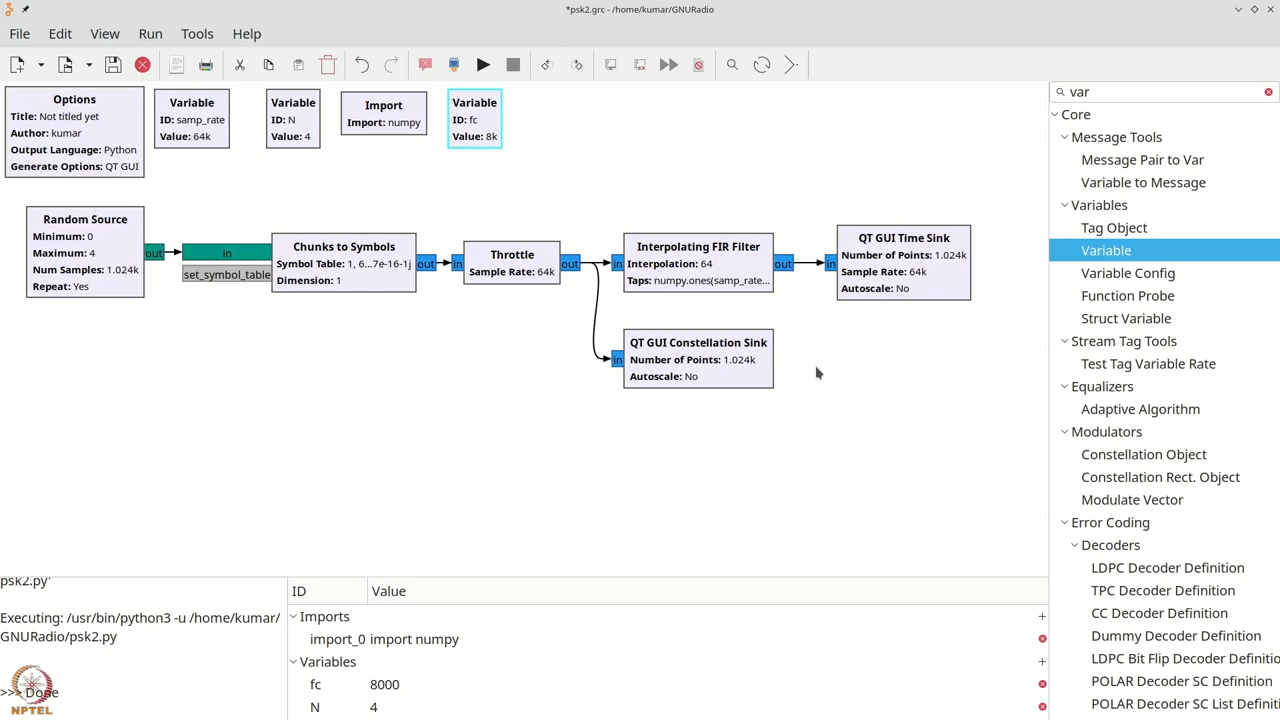 *psk2.grc - /home/kumar/GNURadio
File Edit View Run Tools Help
Options
Title: Not titled yet
Author: kumar
Output Language: Python
Generate Options: QT GUI
Variable
ID: samp_rate
Value: 64k
Variable
ID: N
Value: 4
Import
Import: numpy
Variable
ID: fc
Value: 8k
Random Source
Minimum: 0
Maximum: 4
Num Samples: 1.024k
Repeat: Yes
out
in
set_symbol_table
Chunks to Symbols
Symbol Table: 1, 6...7e-16-1j
Dimension: 1
out
in
Throttle
Sample Rate: 64k
out
in
Interpolating FIR Filter
Interpolation: 64
Taps: numpy.ones(samp_rate...
out
in
QT GUI Time Sink
Number of Points: 1.024k
Sample Rate: 64k
Autoscale: No
in
QT GUI Constellation Sink
Number of Points: 1.024k
Autoscale: No
var
Core
Message Tools
Message Pair to Var
Variable to Message
Variables
Tag Object
Variable
Variable Config
Function Probe
Struct Variable
Stream Tag Tools
Test Tag Variable Rate
Equalizers
Adaptive Algorithm
Modulators
Constellation Object
Constellation Rect. Object
Modulate Vector
Error Coding
Decoders
LDPC Decoder Definition
TPC Decoder Definition
CC Decoder Definition
Dummy Decoder Definition
LDPC Bit Flip Decoder Definitio
POLAR Decoder SC Definition
POLAR Decoder SC List Definit
psk2.py'
Executing: /usr/bin/python3 -u /home/kumar/
GNURadio/psk2.py
>>> Done
NPTEL
ID Value
Imports
import_0 import numpy
Variables
fc 8000
N 4